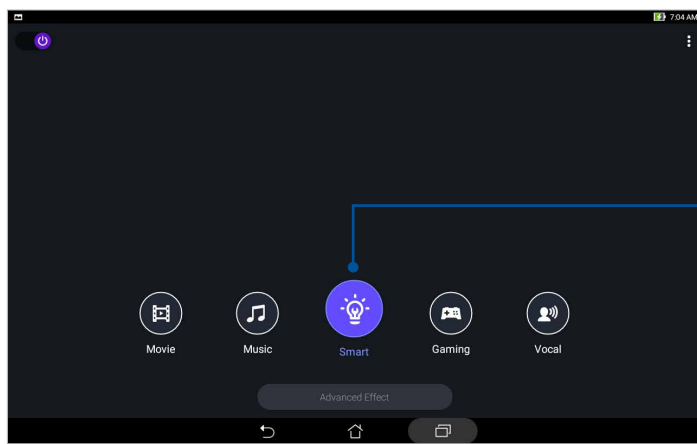 7:04 AM
Movie
Music
Smart
Gaming
Vocal
Advanced Effect